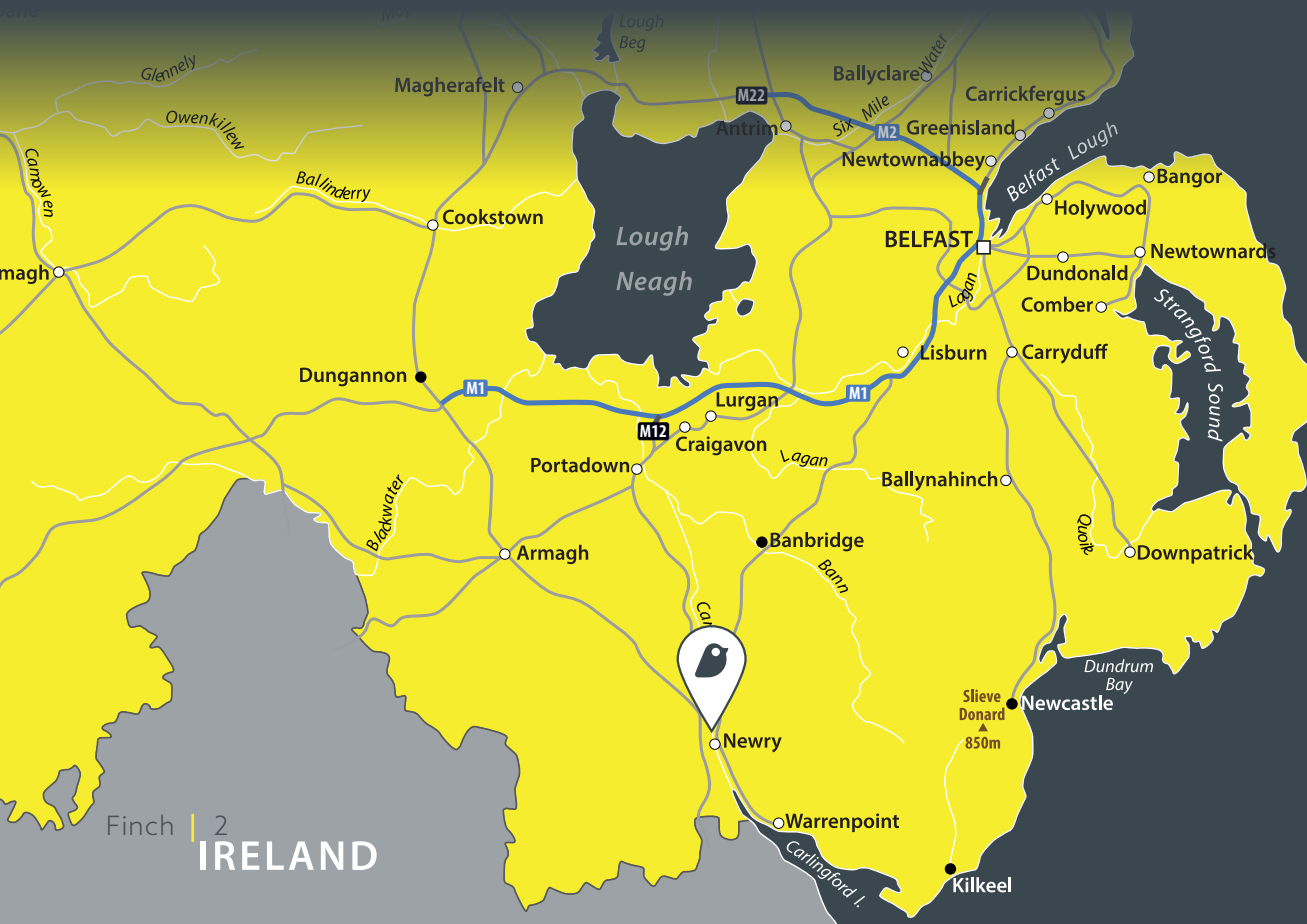 Lough
Beg
Glennely
Magherafelt
Ballyclare
Water
M22
Carrickfergus
Owenkillew
Antrim
Six Mile
M2
Greenisland
Newtownabbey
Belfast Lough
Camowen
Ballinderry
Bangor
Holywood
Cookstown
Lough
Neagh
BELFAST
Newtownards
magh
Dundonald
Lagan
Comber
Strangford Sound
Lisburn
Carryduff
Dungannon
M1
M1
Lurgan
M12
Craigavon
Portadown
Lagan
Ballynahinch
Blackwater
Quoik
Armagh
Banbridge
Downpatrick
Bann
Car
Dundrum
Bay
Slieve
Donard
850m
Newcastle
Newry
Finch | 2
IRELAND
Warrenpoint
Carlingford l.
Kilkeel